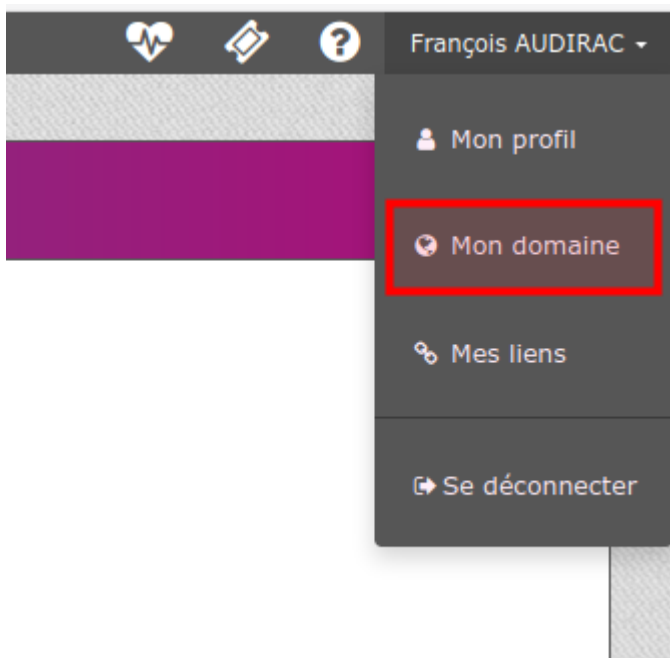 François AUDIRAC
Mon profil
Mon domaine
Mes liens
Se déconnecter